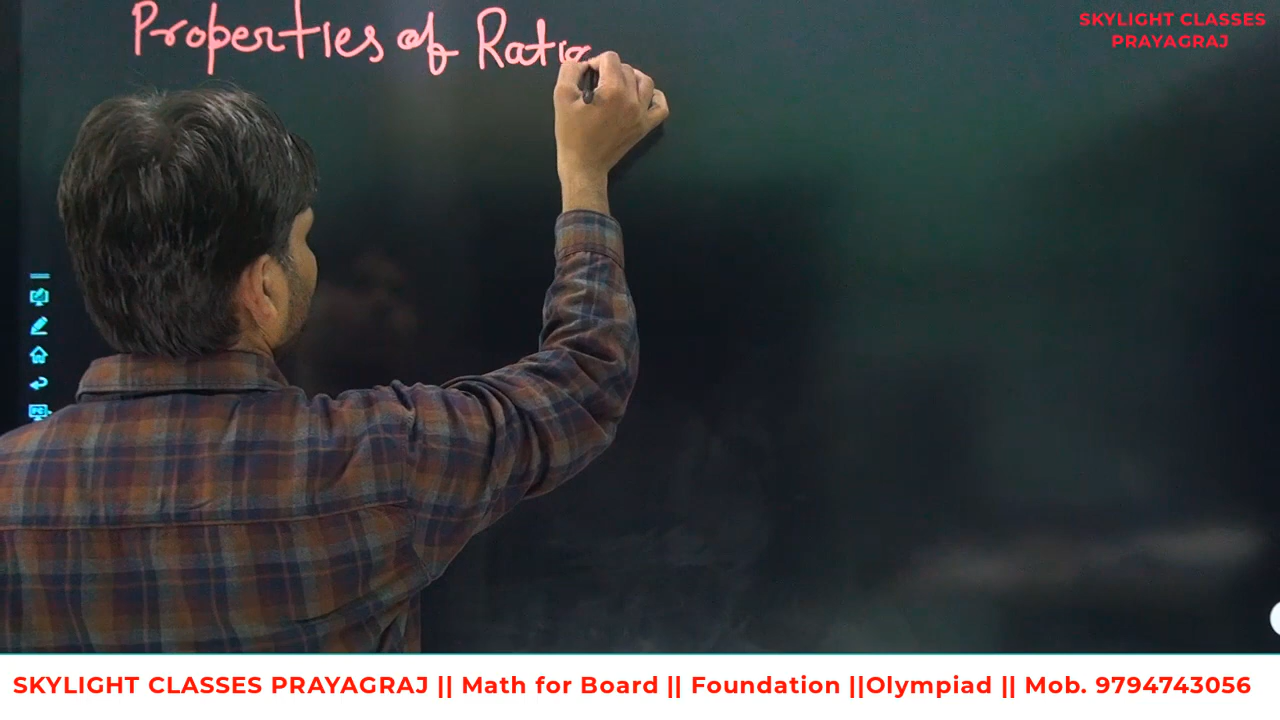 Properties of Ratio
SKYLIGHT CLASSES
PRAYAGRAJ
SKYLIGHT CLASSES PRAYAGRAJ || Math for Board || Foundation ||Olympiad || Mob. 9794743056